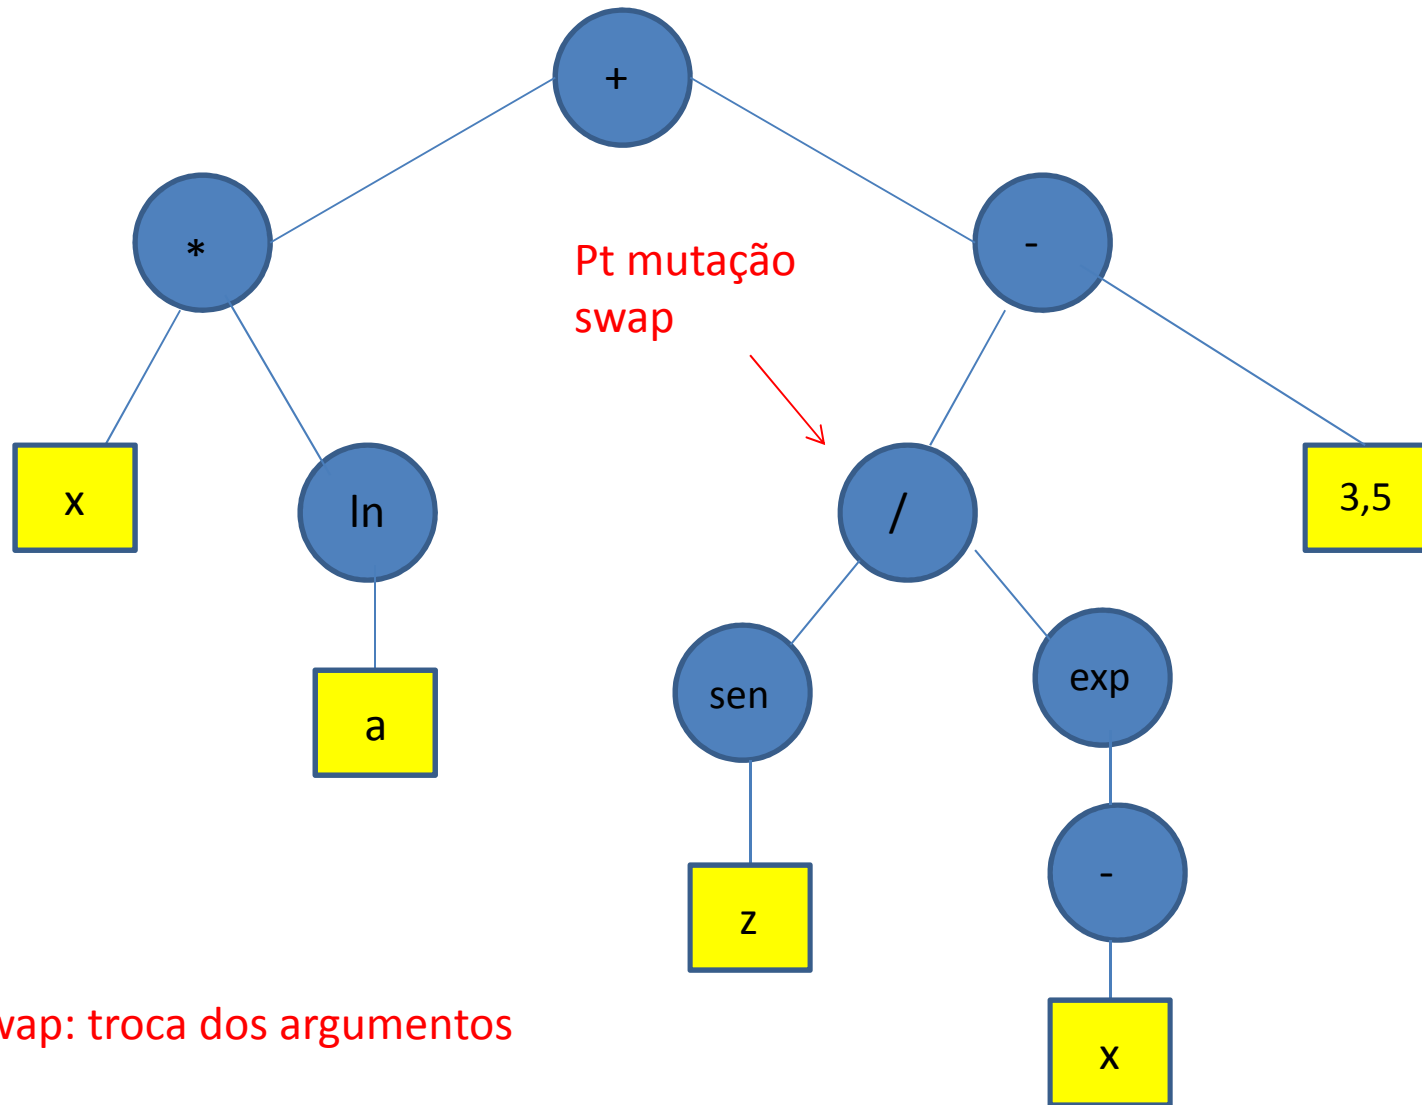 +
*
-
Pt mutação
swap
x
ln
/
3,5
sen
exp
a
-
z
wap: troca dos argumentos
x